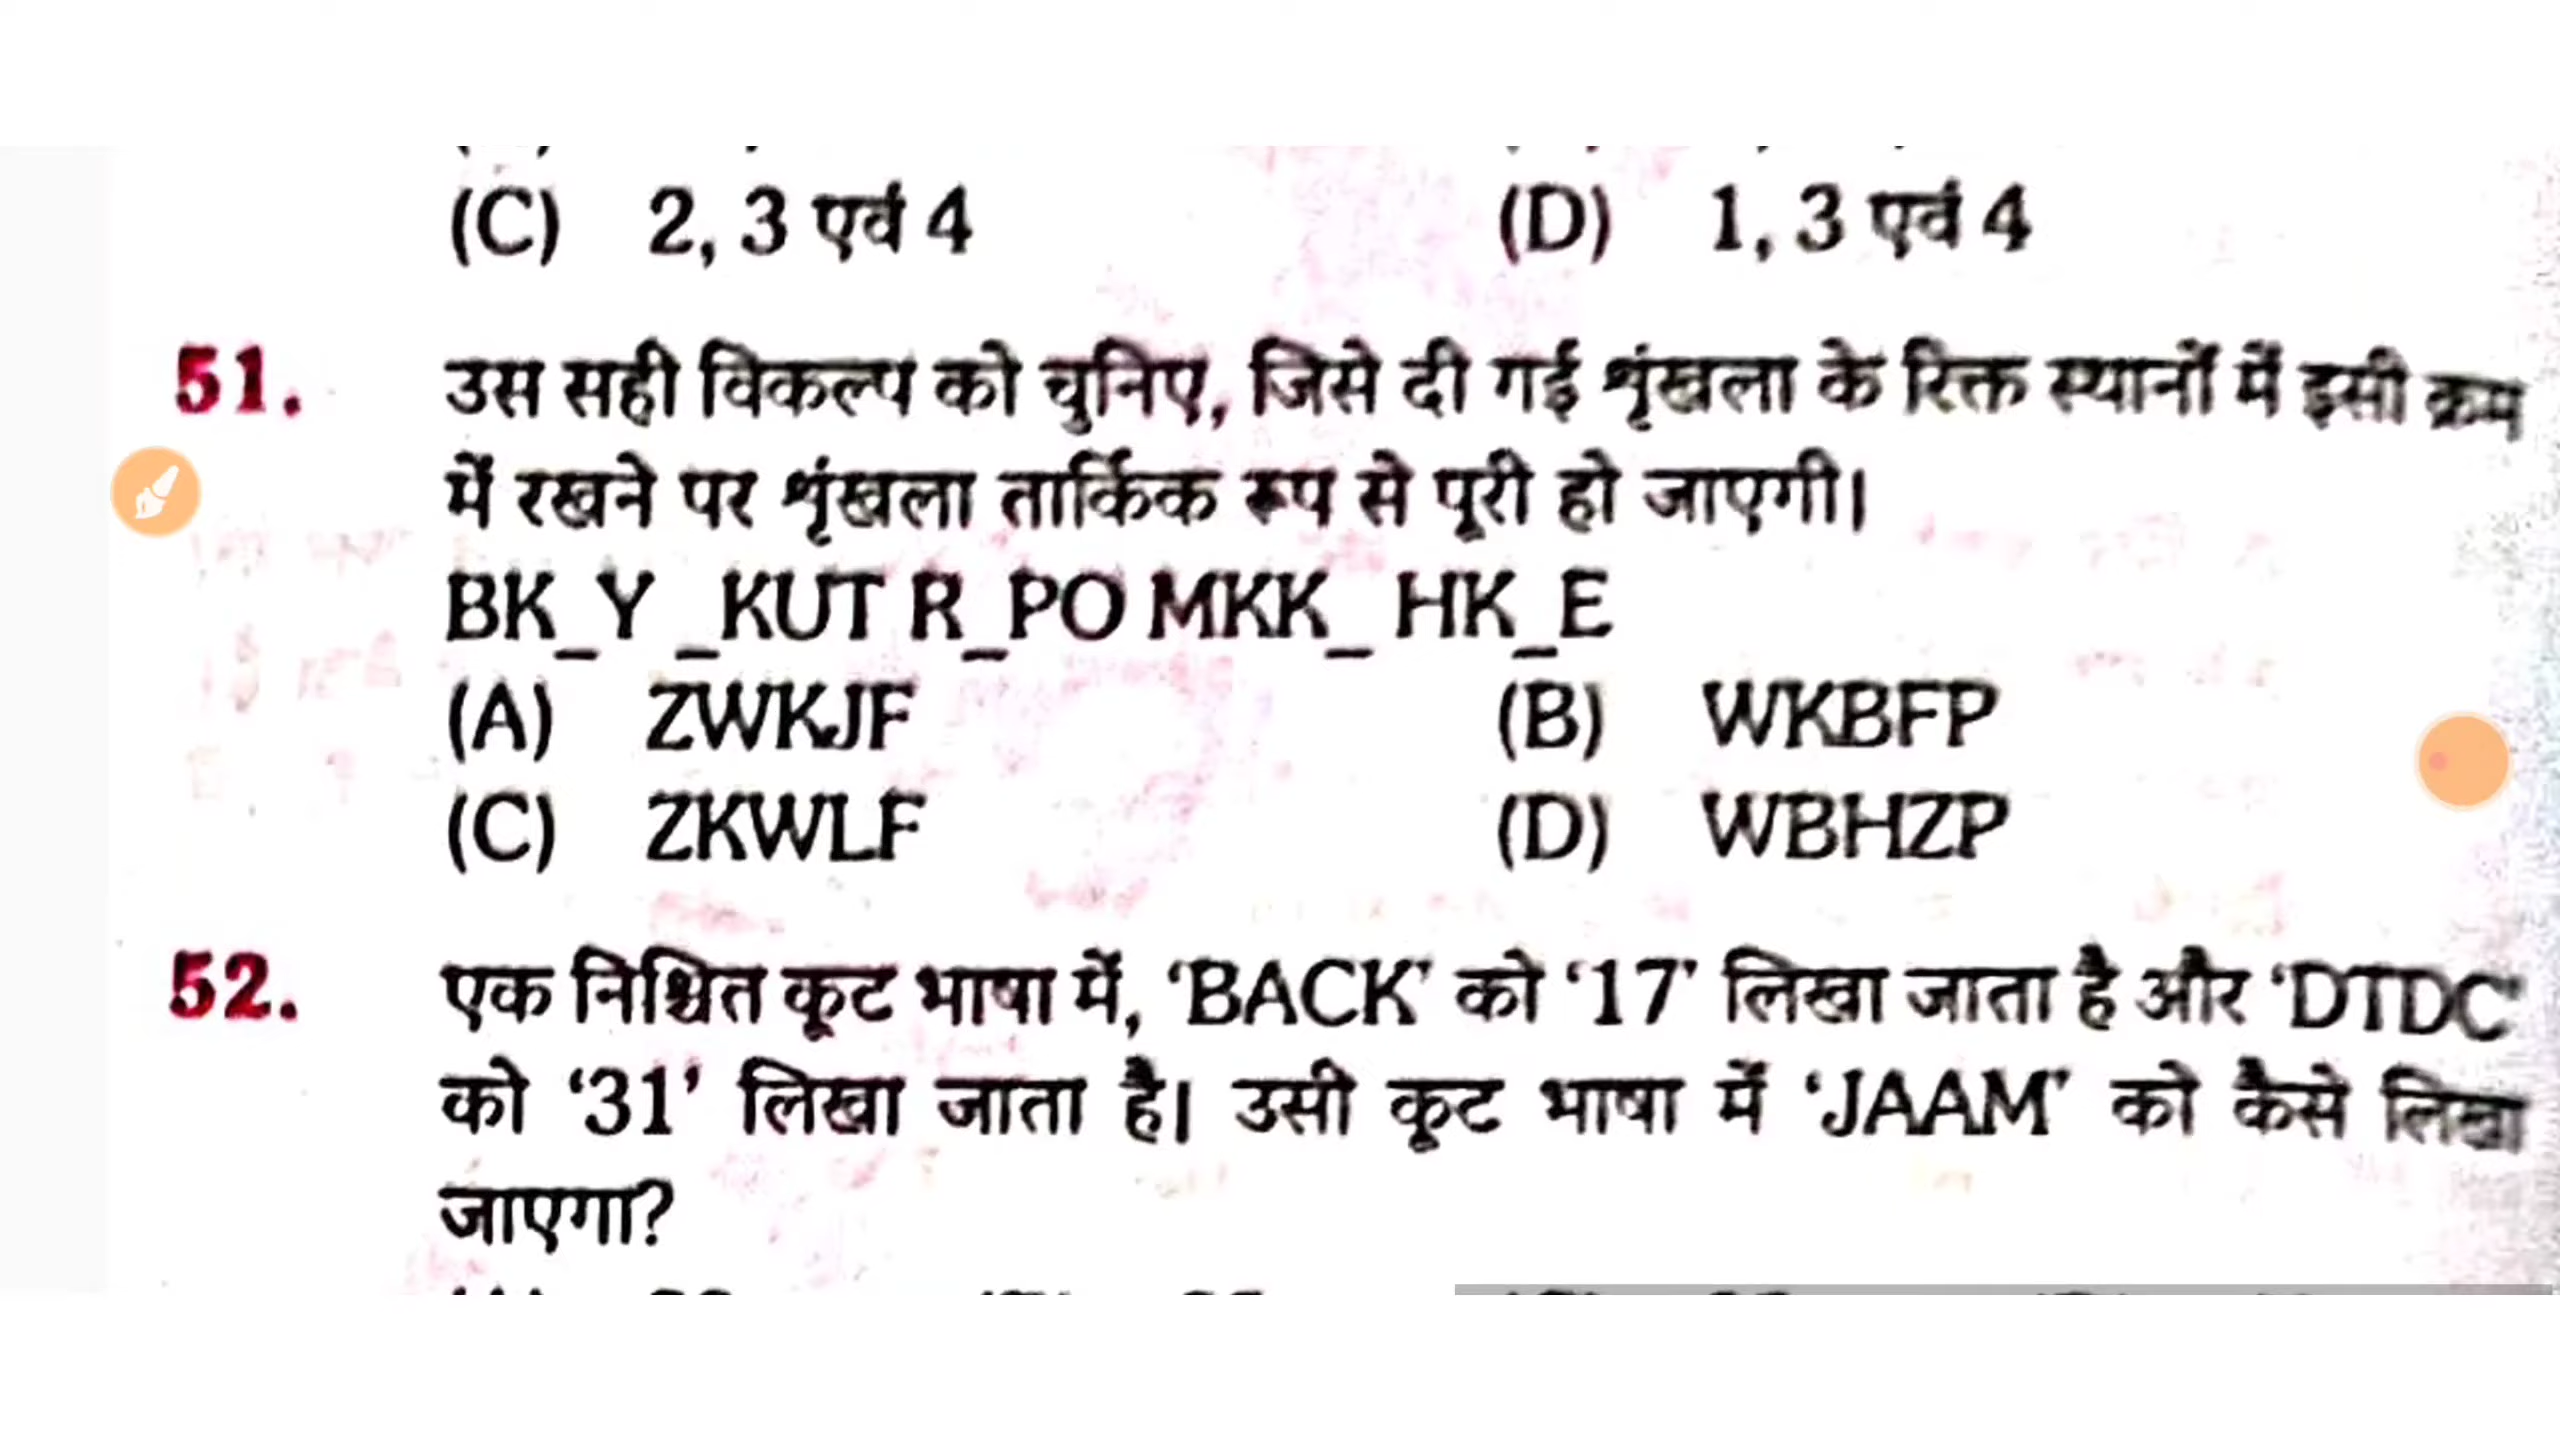 (C) 2, 3 एवं 4 (D) 1, 3 एवं 4
51. उस सही विकल्प को चुनिए, जिसे दी गई शृंखला के रिक्त स्थानों में इसी क्रम
में रखने पर शृंखला तार्किक रूप से पूरी हो जाएगी।
BK_Y _KUT R_PO MKK_ HK_E
(A) ZWKJF (B) WKBFP
(C) ZKWLF (D) WBHZP
52. एक निश्चित कूट भाषा में, ‘BACK’ को ‘17’ लिखा जाता है और ‘DTDC’
को ‘31’ लिखा जाता है। उसी कूट भाषा में ‘JAAM’ को कैसे लिखा
जाएगा?